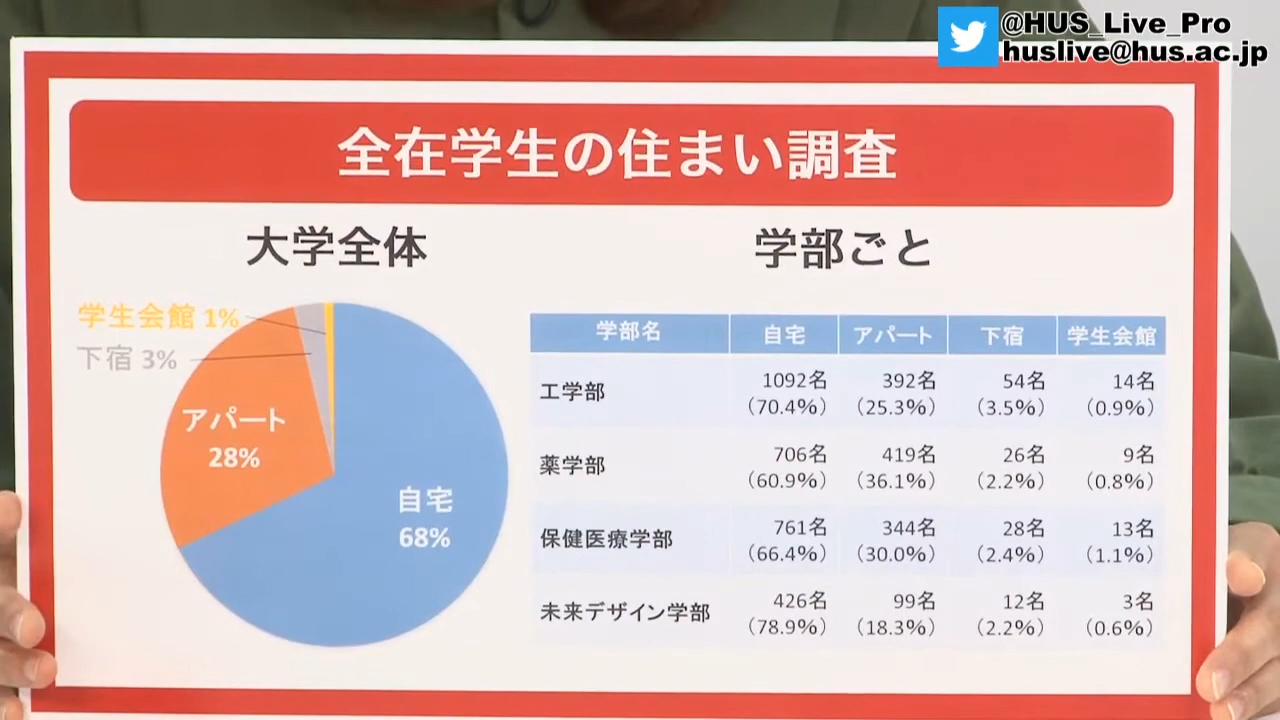 @HUS_Live_Pro
huslive@hus.ac.jp
全在学生の住まい調査
大学全体
学生会館 1%
下宿 3%
アパート
28%
自宅
68%
学部ごと
学部名 自宅 アパート 下宿 学生会館
工学部 1092名 392名 54名 14名
(70.4%) (25.3%) (3.5%) (0.9%)
薬学部 706名 419名 26名 9名
(60.9%) (36.1%) (2.2%) (0.8%)
保健医療学部 761名 344名 28名 13名
(66.4%) (30.0%) (2.4%) (1.1%)
未来デザイン学部 426名 99名 12名 3名
(78.9%) (18.3%) (2.2%) (0.6%)